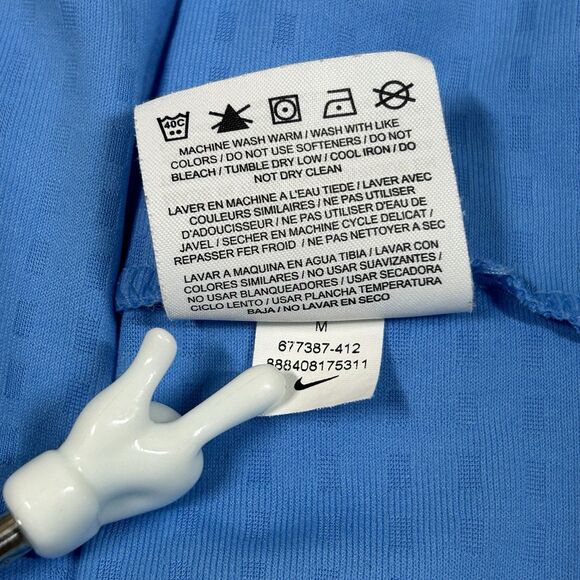 40C
MACHINE WASH WARM / WASH WITH LIKE
COLORS / DO NOT USE SOFTENERS / DO NOT
BLEACH / TUMBLE DRY LOW / COOL IRON / DO
NOT DRY CLEAN
LAVER EN MACHINE A L'EAU TIEDE / LAVER AVEC
COULEURS SIMILAIRES / NE PAS UTILISER
D'ADOUCISSEUR / NE PAS UTILISER D'EAU DE
JAVEL / SECHER EN MACHINE CYCLE DELICAT /
REPASSER FER FROID / NE PAS NETTOYER A SEC
LAVAR A MAQUINA EN AGUA TIBIA / LAVAR CON
COLORES SIMILARES / NO USAR SUAVIZANTES /
NO USAR BLANQUEADORES / USAR SECADORA
CICLO LENTO / USAR PLANCHA TEMPERATURA
BAJA / NO LAVAR EN SECO
M
677387-412
888408175311